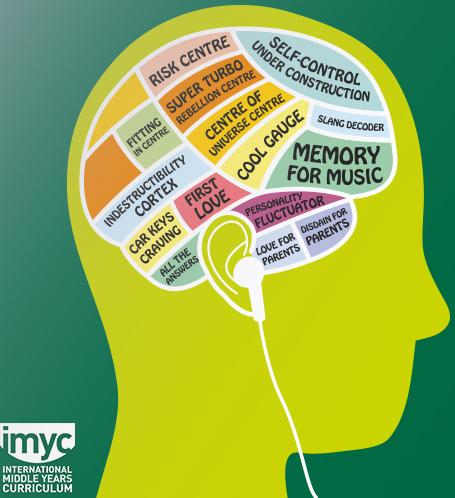 RISK CENTRE
SELF-CONTROL
UNDER CONSTRUCTION
SUPER TURBO
REBELLION CENTRE
FITTING
IN CENTRE
CENTRE OF
UNIVERSE CENTRE
COOL GAUGE
SLANG DECODER
MEMORY
FOR MUSIC
INDESTRUCTIBILITY
CORTEX
FIRST
LOVE
PERSONALITY
FLUCTUATOR
CAR KEYS
CRAVING
ALL THE
ANSWERS
LOVE FOR
PARENTS
DISDAIN FOR
PARENTS
imyc
INTERNATIONAL
MIDDLE YEARS
CURRICULUM